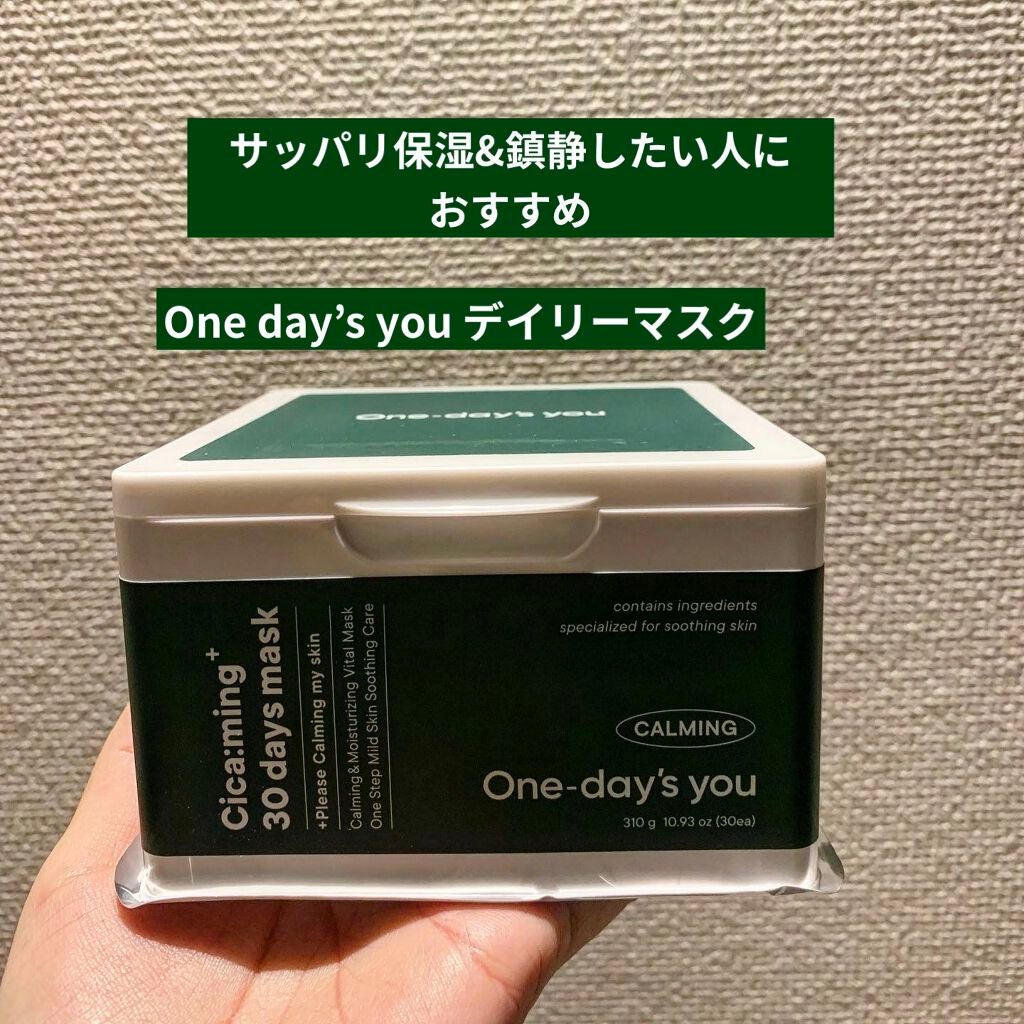 サッパリ保湿&鎮静したい人に
おすすめ
One day’s you デイリーマスク
One-day's you
Cica:ming+
30 days mask
+Please Calming my skin
Calming & Moisturizing Vital Mask
One Step Mild Skin Soothing Care
contains ingredients
specialized for soothing skin
CALMING
One-day's you
310 g 10.93 oz (30ea)